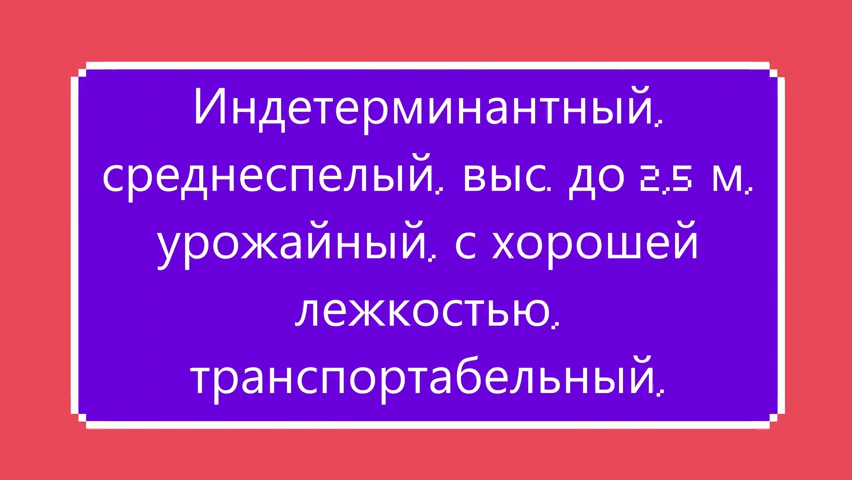 Индетерминантный,
среднеспелый, выс. до 2,5 м,
урожайный, с хорошей
лежкостью,
транспортабельный,